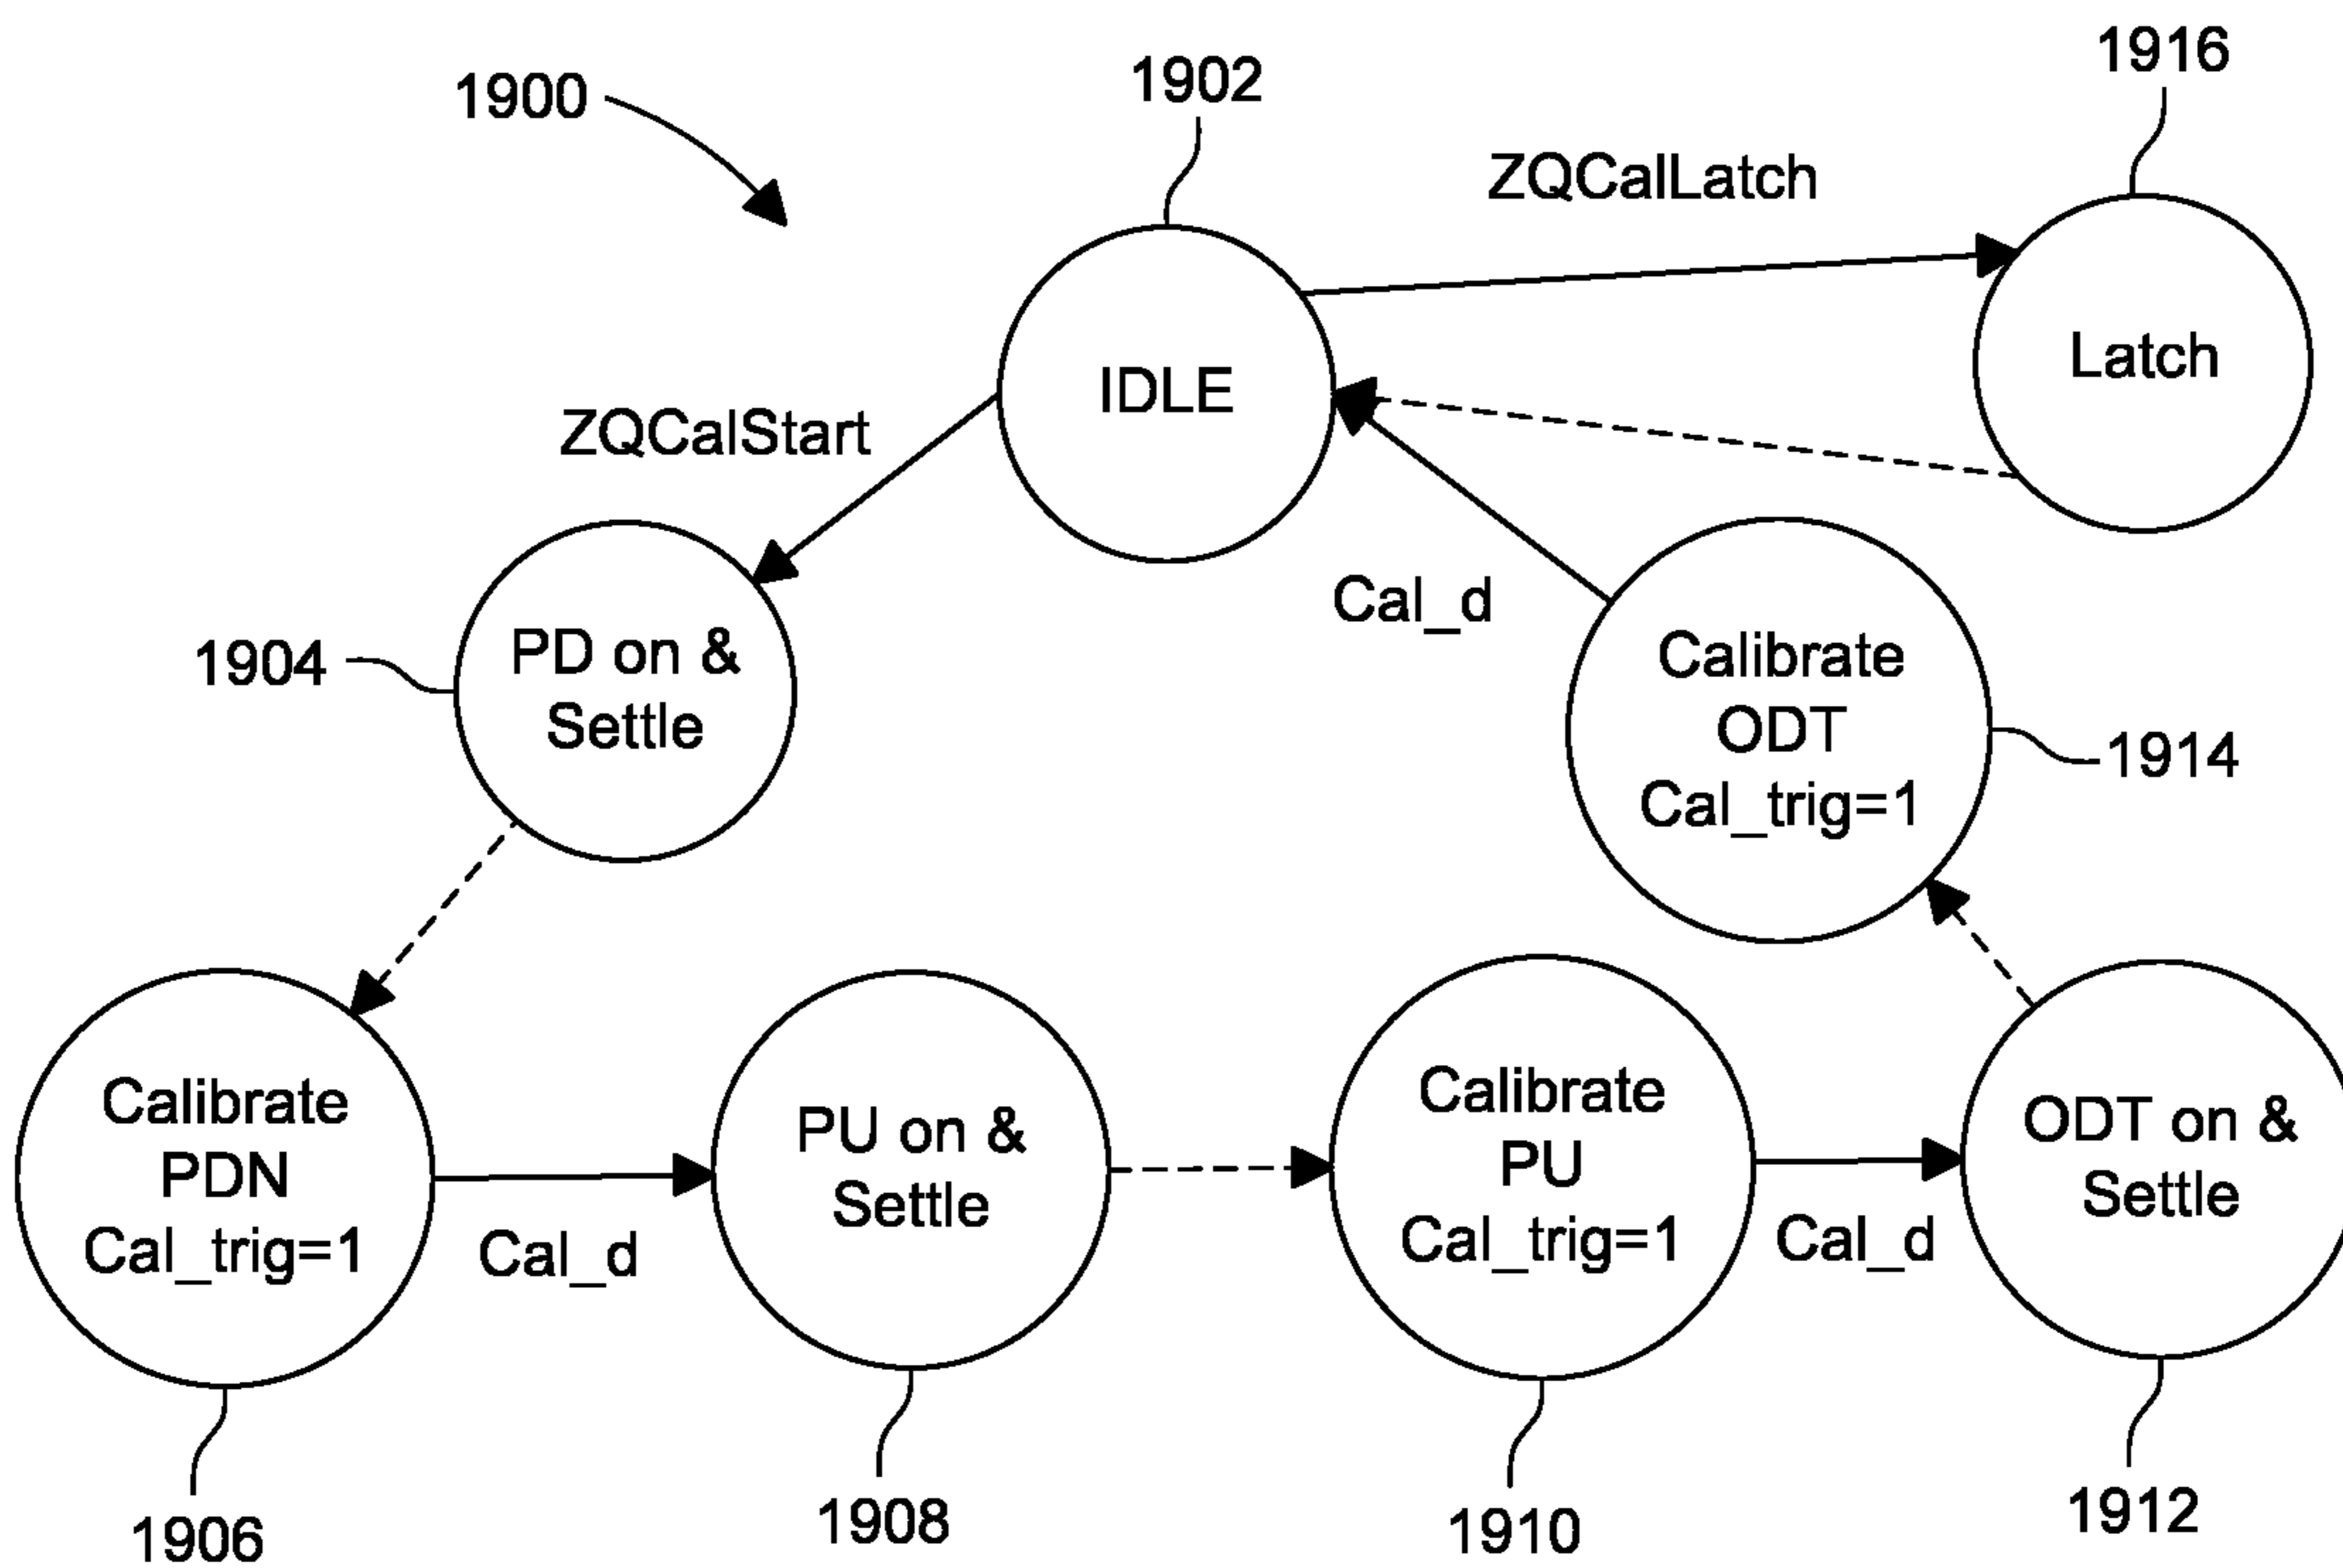 1916
1902
1900
ZQCalLatch
IDLE
Latch
ZQCalStart
Cal_d
PD on &
Settle
1904
Calibrate
ODT
Cal_trig=1
1914
Calibrate
PDN
Cal_trig=1
Cal_d
PU on &
Settle
Calibrate
PU
Cal_trig=1
Cal_d
ODT on &
Settle
1906
1908
1910
1912